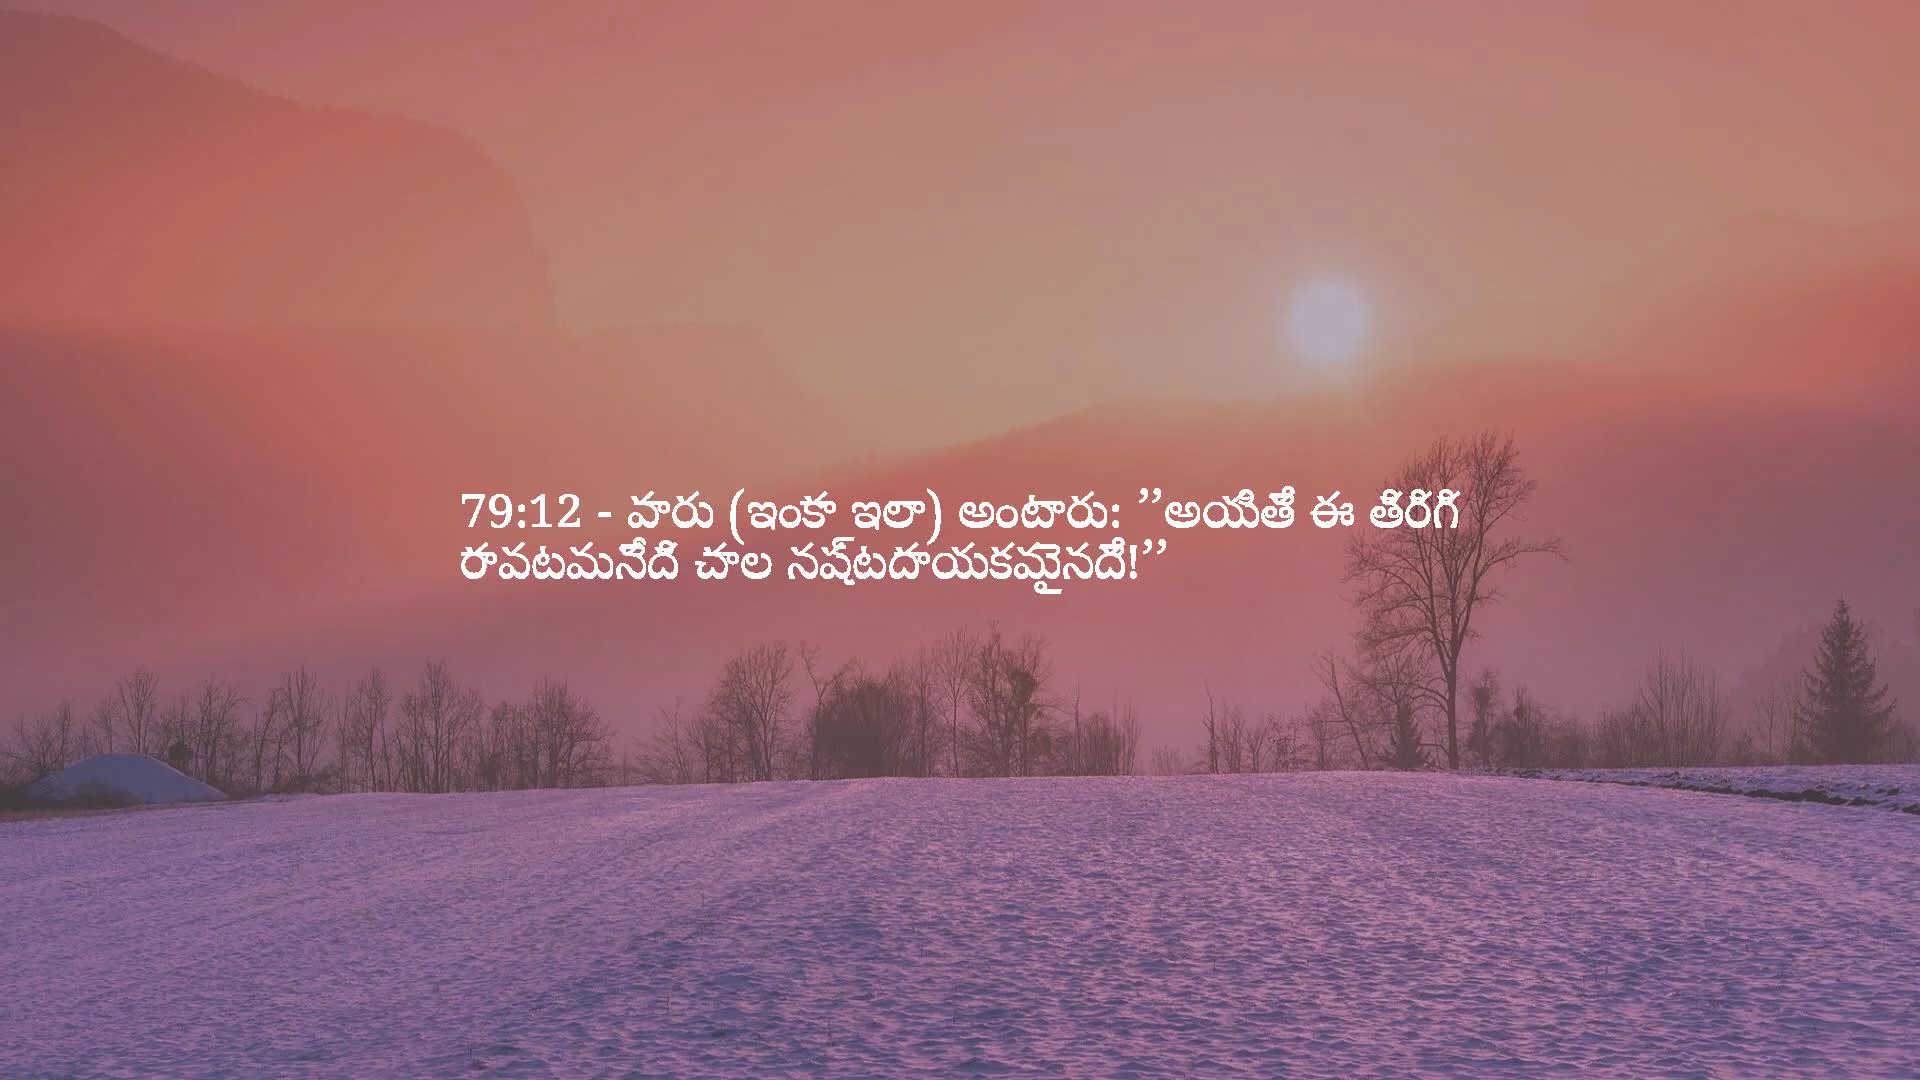 79:12 - వారు (ఇంకా ఇలా) అంటారు: ’’అయితే ఈ తిరిగి
రావటమనేది చాల నష్టదాయకమైనదే!’’